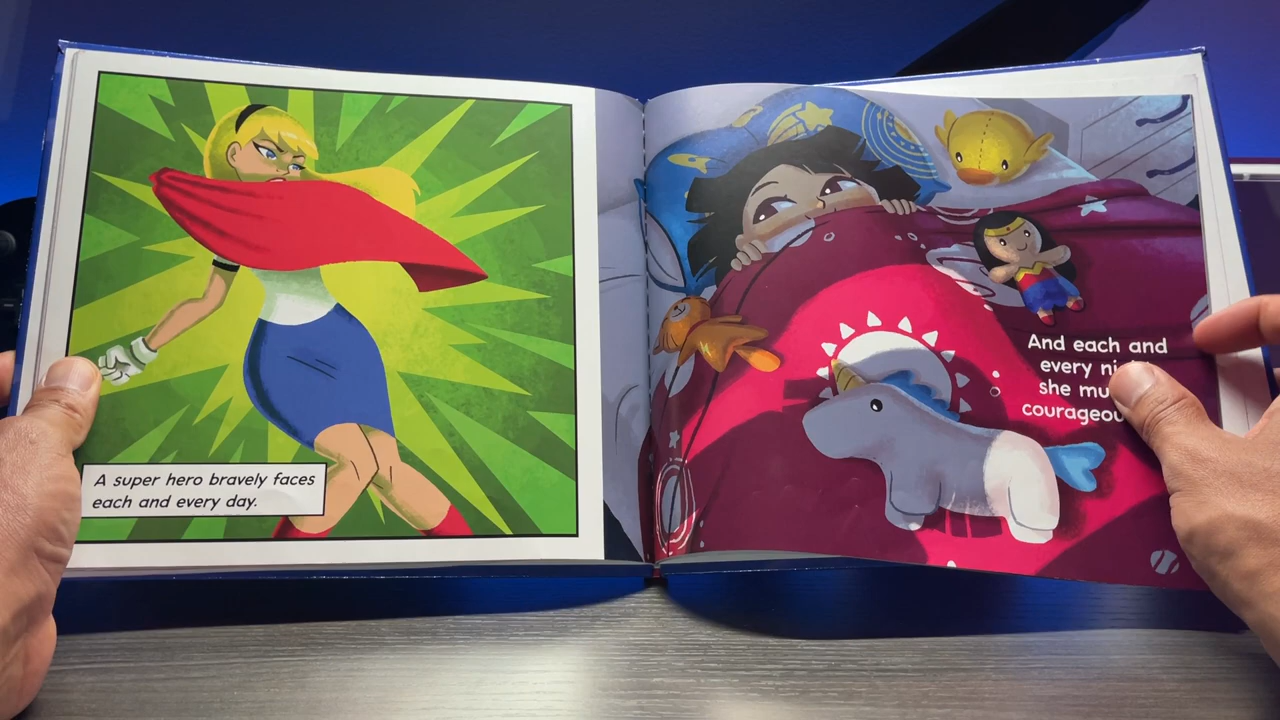 A super hero bravely faces
each and every day.
And each and
every
she